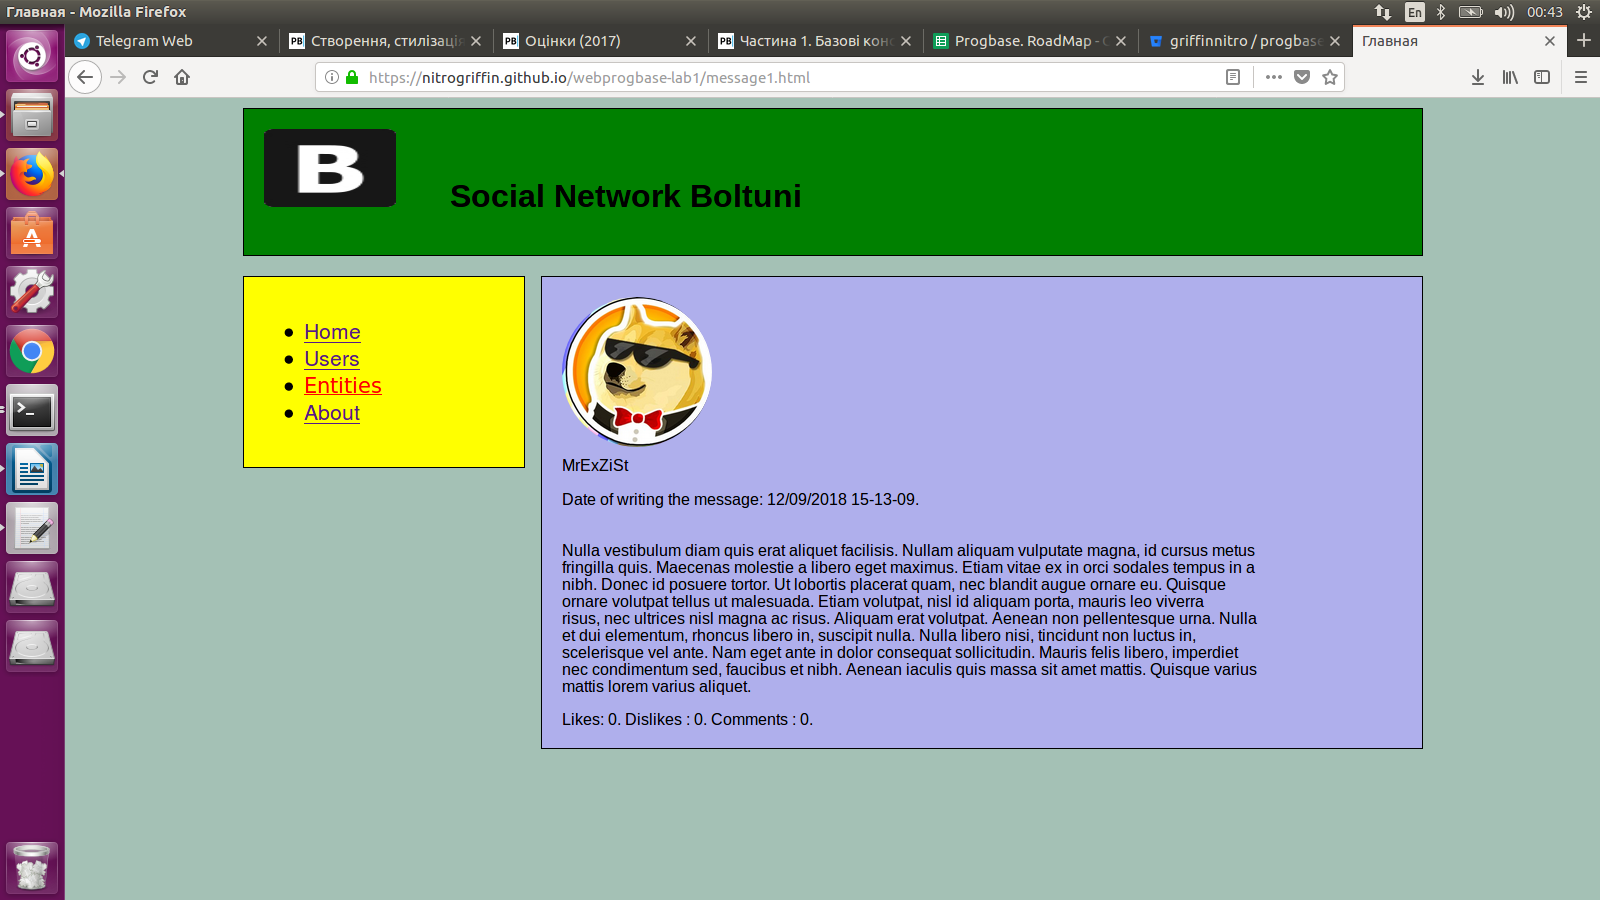 Главная - Mozilla Firefox
En
00:43
Telegram Web
PB Створення, стилізація
PB Оцінки (2017)
PB Частина 1. Базові кон
Progbase. RoadMap -
griffinnitro / progbase
Главная
https://nitrogriffin.github.io/webprogbase-lab1/message1.html
B
Social Network Boltuni
Home
Users
Entities
About
MrExZiSt
Date of writing the message: 12/09/2018 15-13-09.
Nulla vestibulum diam quis erat aliquet facilisis. Nullam aliquam vulputate magna, id cursus metus
fringilla quis. Maecenas molestie a libero eget maximus. Etiam vitae ex in orci sodales tempus in a
nibh. Donec id posuere tortor. Ut lobortis placerat quam, nec blandit augue ornare eu. Quisque
ornare volutpat tellus ut malesuada. Etiam volutpat, nisl id aliquam porta, mauris leo viverra
risus, nec ultrices nisl magna ac risus. Aliquam erat volutpat. Aenean non pellentesque urna. Nulla
et dui elementum, rhoncus libero in, suscipit nulla. Nulla libero nisi, tincidunt non luctus in,
scelerisque vel ante. Nam eget ante in dolor consequat sollicitudin. Mauris felis libero, imperdiet
nec condimentum sed, faucibus et nibh. Aenean iaculis quis massa sit amet mattis. Quisque varius
mattis lorem varius aliquet.
Likes: 0. Dislikes : 0. Comments : 0.